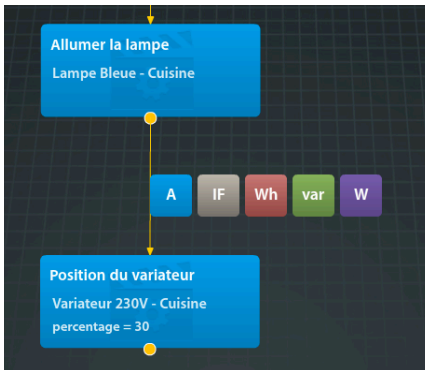 Allumer la lampe
Lampe Bleue - Cuisine
A IF Wh var W
Position du variateur
Variateur 230V - Cuisine
percentage = 30